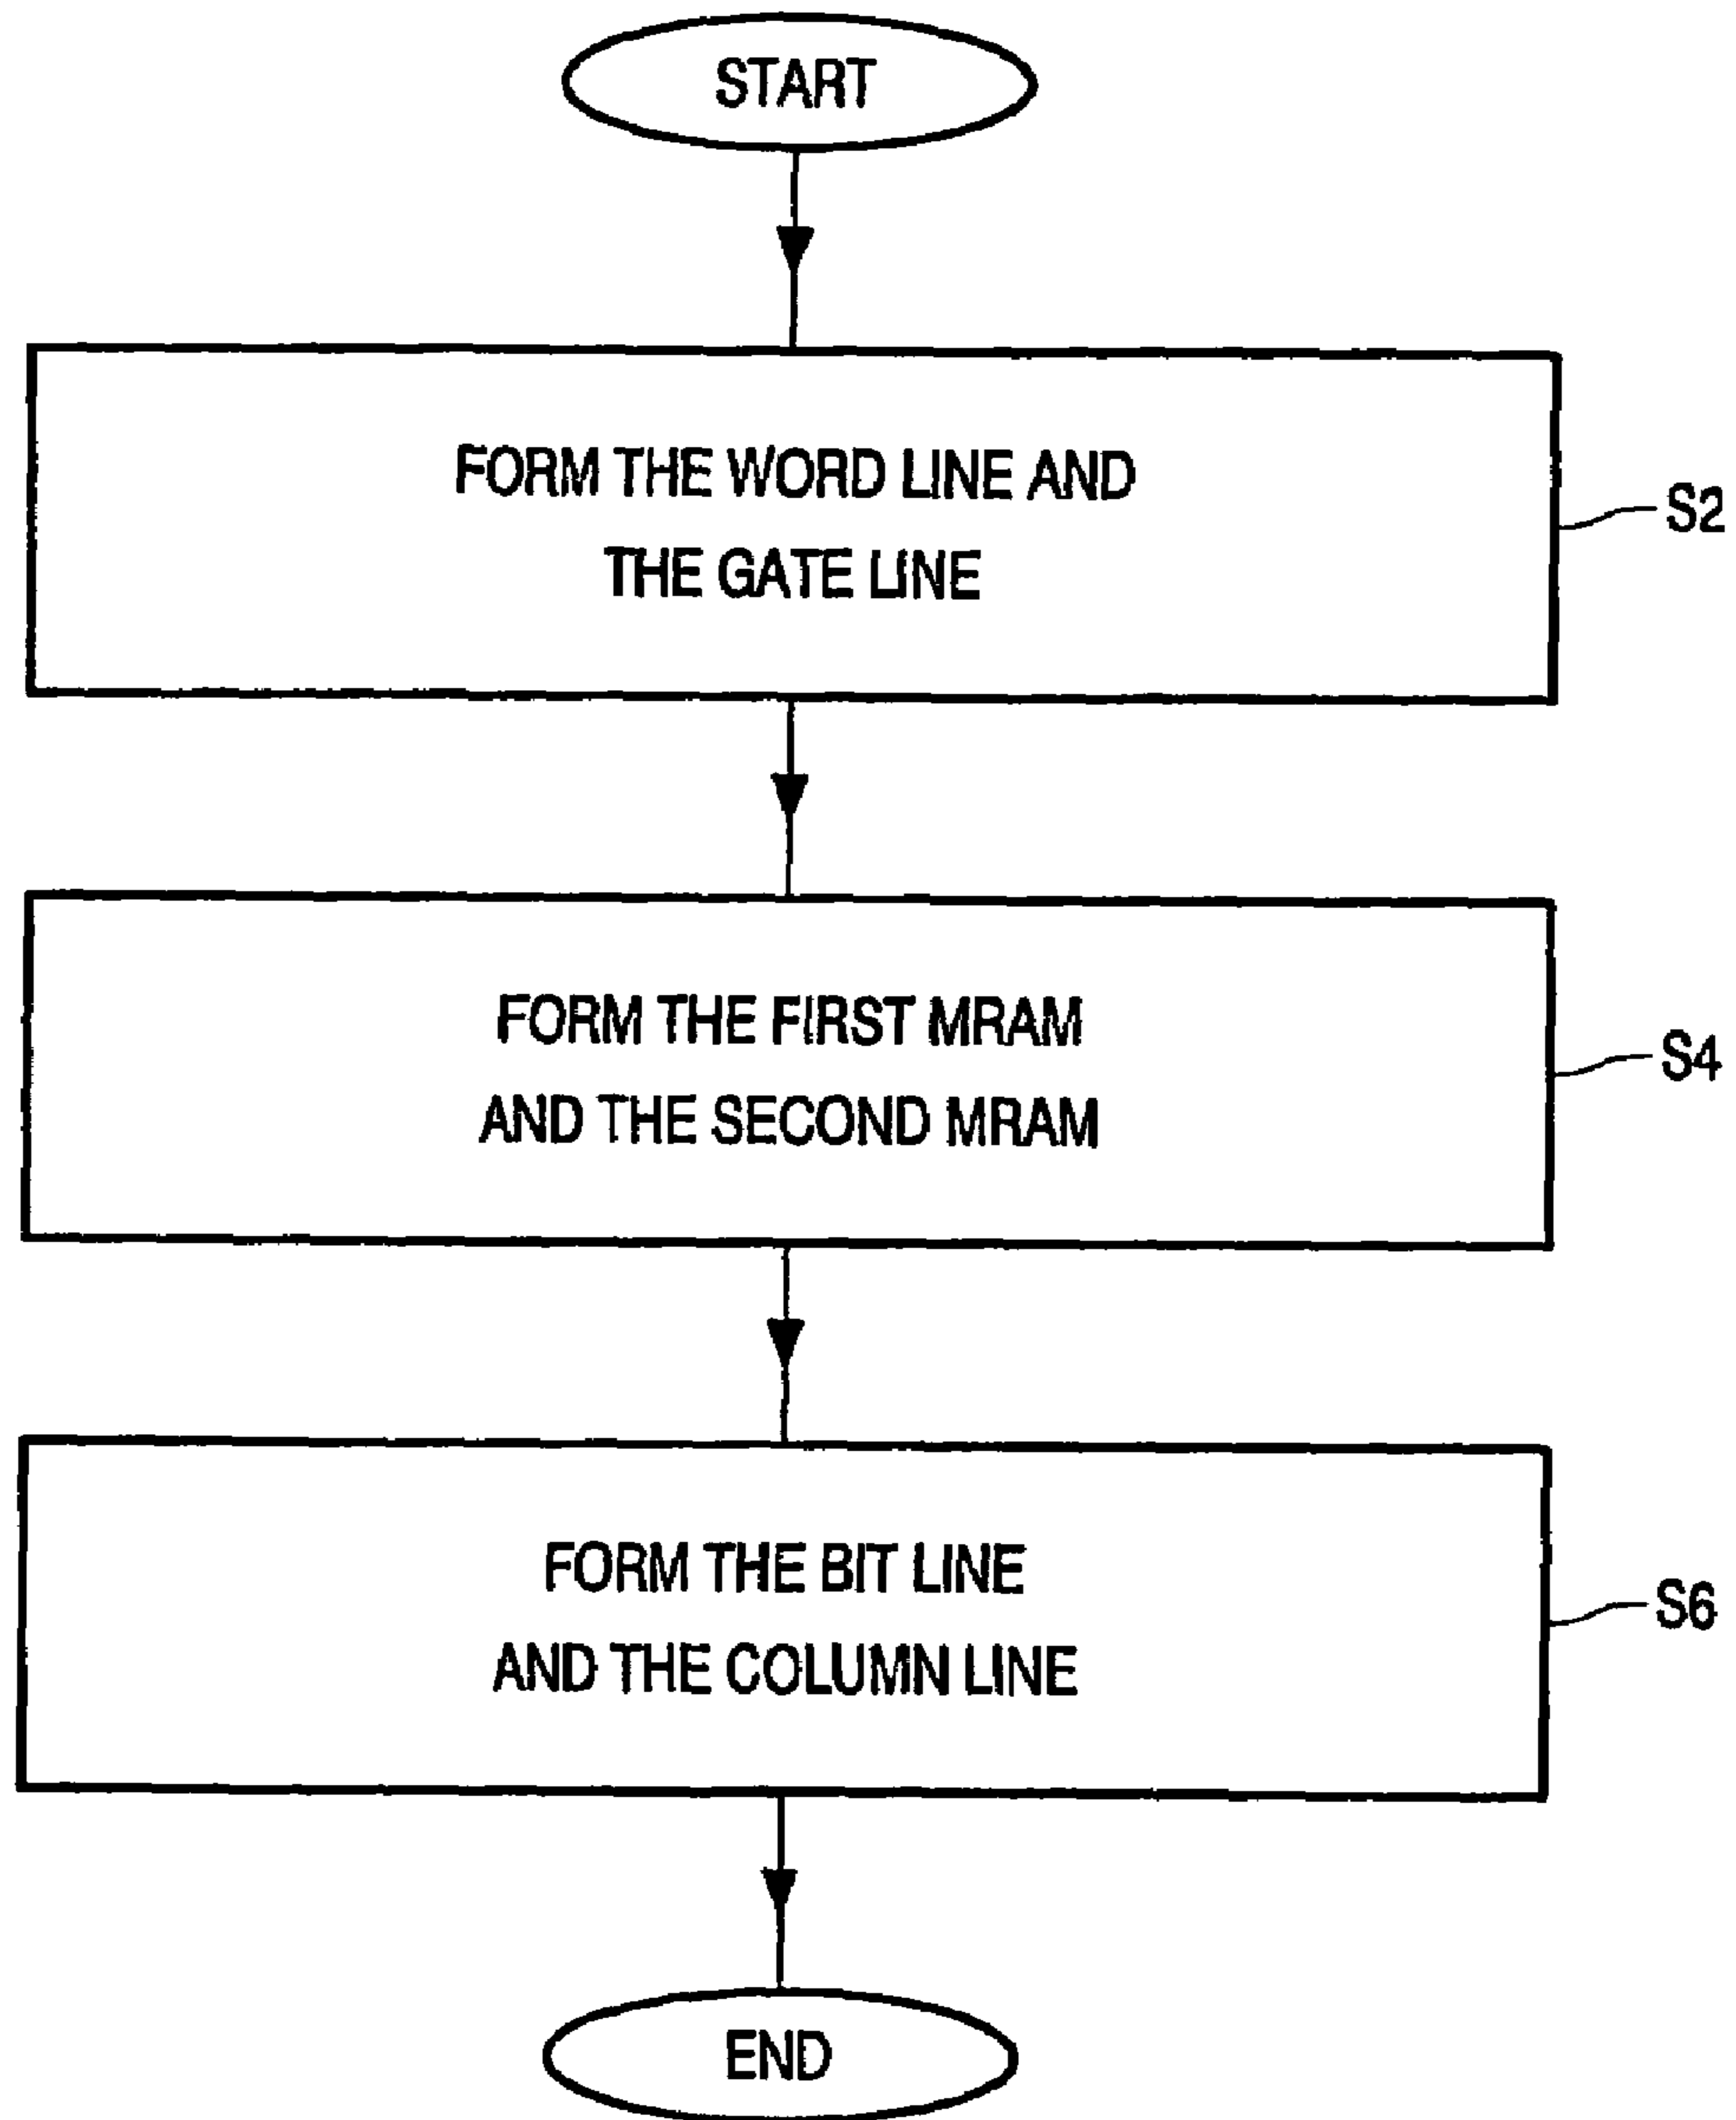 START
FORM THE WORD LINE AND
THE GATE LINE
S2
FORM THE FIRST MRAM
AND THE SECOND MRAM
S4
FORM THE BIT LINE
AND THE COLUMN LINE
S6
END